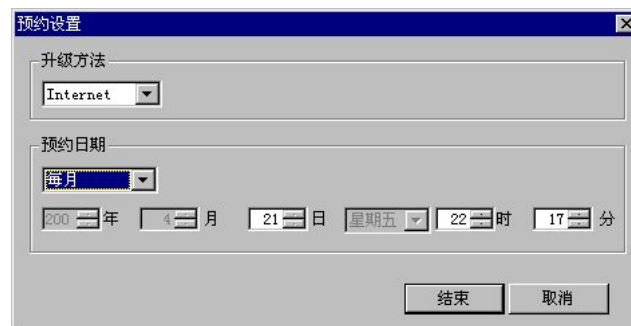 预约设置
升级方法
Internet
预约日期
每月
200 年 4 月 21 日 星期五 22 时 17 分
结束 取消